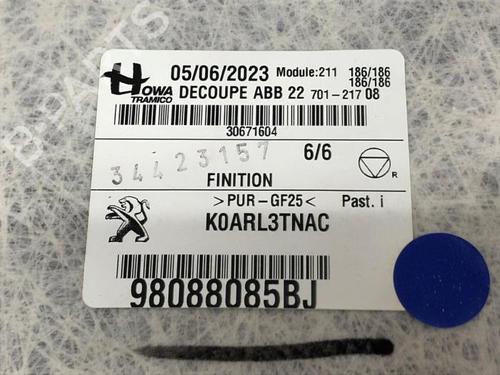 HOWA
TRAMICO
05/06/2023 Module:211 186/186
186/186
DECOUPE ABB 22 701-217 08
30671604
34423157 6/6
R
FINITION
>PUR-GF25< Past. i
K0ARL3TNAC
98088085BJ